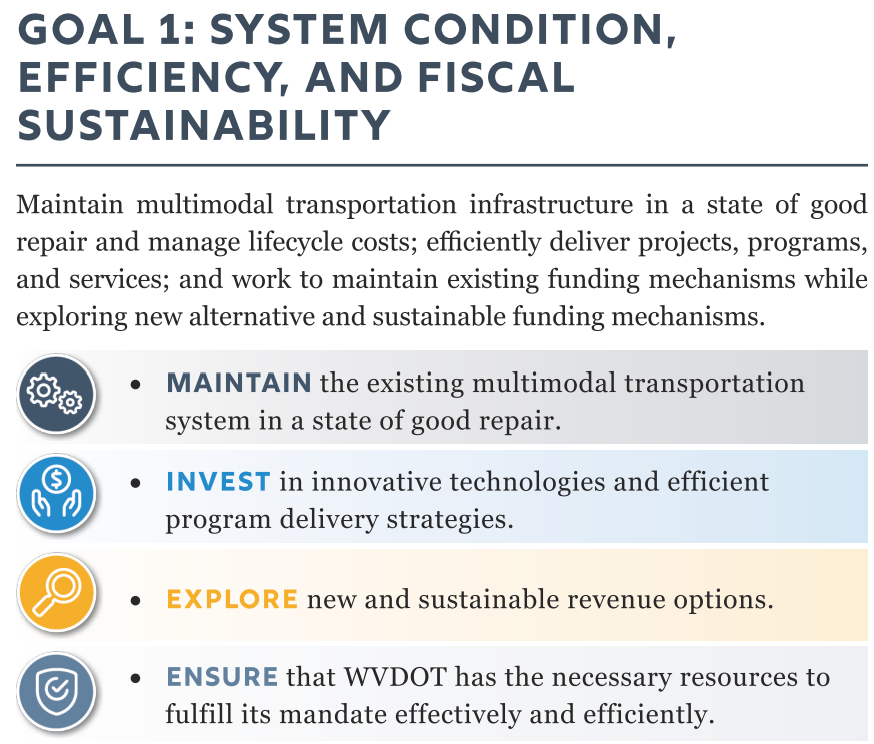 GOAL 1: SYSTEM CONDITION,
EFFICIENCY, AND FISCAL
SUSTAINABILITY
Maintain multimodal transportation infrastructure in a state of good
repair and manage lifecycle costs; efficiently deliver projects, programs,
and services; and work to maintain existing funding mechanisms while
exploring new alternative and sustainable funding mechanisms.
• MAINTAIN the existing multimodal transportation
system in a state of good repair.
$
• INVEST in innovative technologies and efficient
program delivery strategies.
• EXPLORE new and sustainable revenue options.
• ENSURE that WVDOT has the necessary resources to
fulfill its mandate effectively and efficiently.